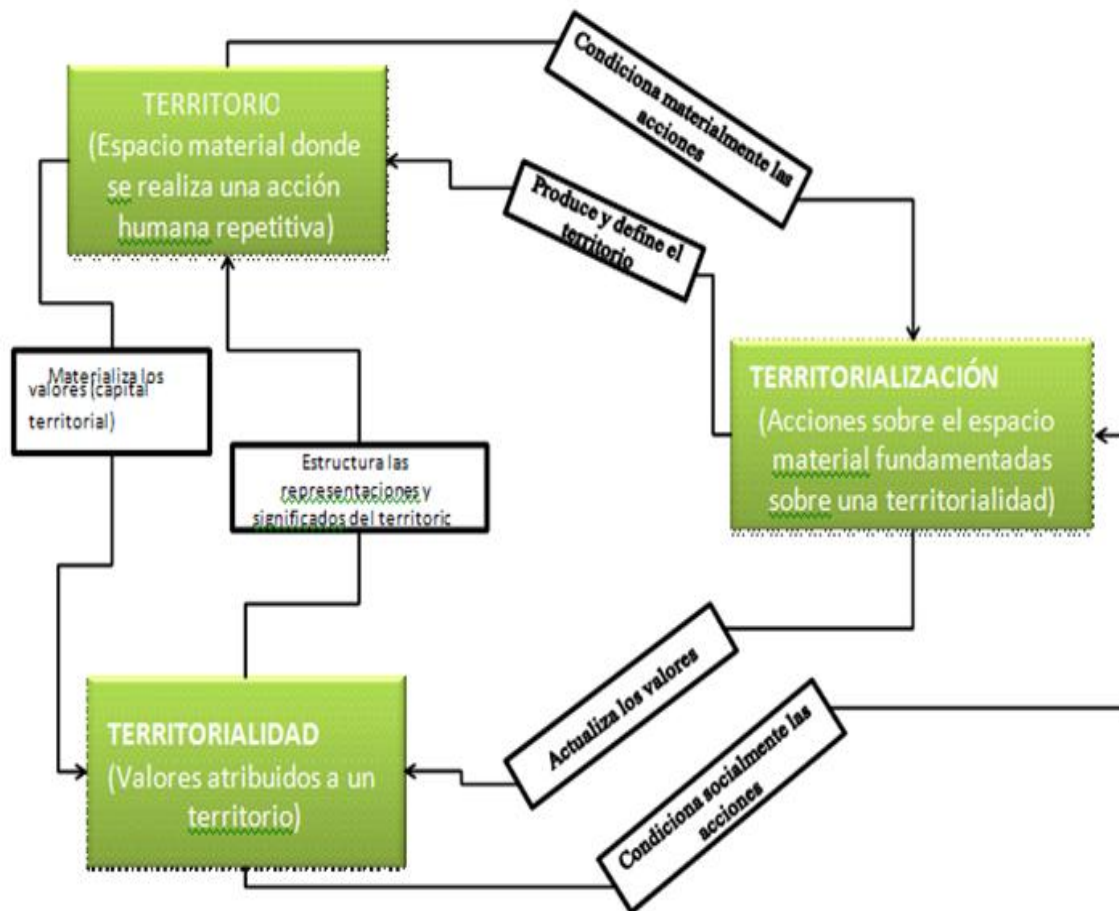 TERRITORIO
(Espacio material donde
se realiza una acción
humana repetitiva)
Condiciona materialmente las
acciones
Produce y define el
territorio
Materializa los
valores (capital
territorial)
Estructura las
representaciones y
significados del territoric
TERRITORIALIZACIÓN
(Acciones sobre el espacio
material fundamentadas
sobre una territorialidad)
TERRITORIALIDAD
(Valores atribuidos a un
territorio)
Actualiza los valores
Condiciona socialmente las
acciones